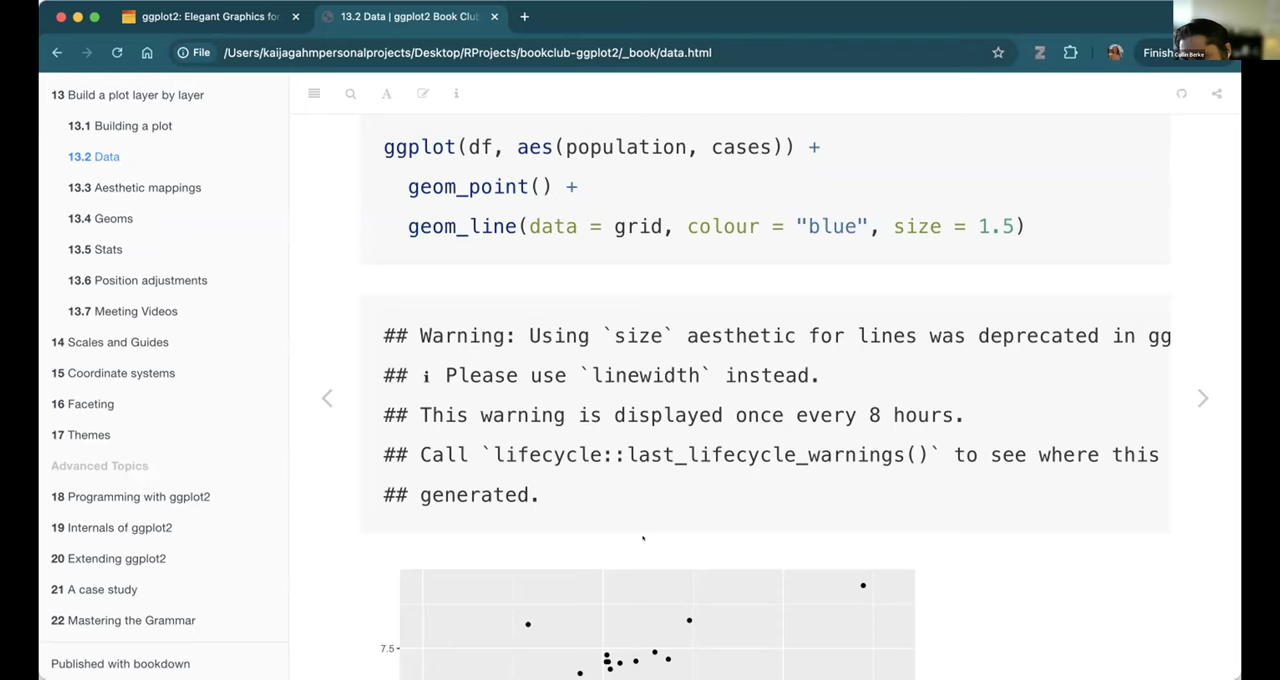 ggplot2: Elegant Graphics for
13.2 Data | ggplot2 Book Club
File
/Users/kaijagahmpersonalprojects/Desktop/RProjects/bookclub-ggplot2/_book/data.html
Z
Finish
Collin Berke
13 Build a plot layer by layer
13.1 Building a plot
13.2 Data
13.3 Aesthetic mappings
13.4 Geoms
13.5 Stats
13.6 Position adjustments
13.7 Meeting Videos
14 Scales and Guides
15 Coordinate systems
16 Faceting
17 Themes
Advanced Topics
18 Programming with ggplot2
19 Internals of ggplot2
20 Extending ggplot2
21 A case study
22 Mastering the Grammar
Published with bookdown
A
ggplot(df, aes(population, cases)) +
geom_point() +
geom_line(data = grid, colour = "blue", size = 1.5)
## Warning: Using `size` aesthetic for lines was deprecated in gg
## ℹ Please use `linewidth` instead.
## This warning is displayed once every 8 hours.
## Call `lifecycle::last_lifecycle_warnings()` to see where this
## generated.
7.5